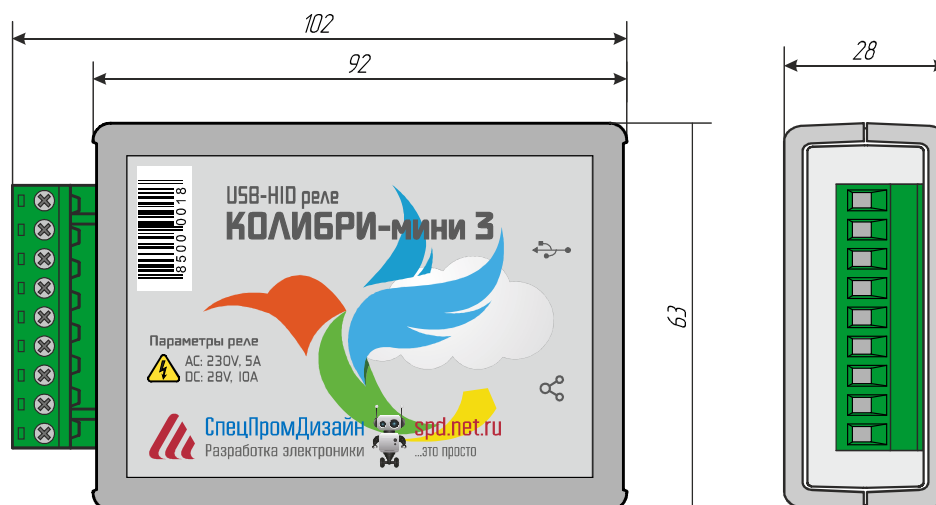 102
92
28
USB-HID реле
КОЛИБРИ-мини 3
85000018
63
Параметры реле
AC: 230V, 5A
DC: 28V, 10A
СпецПромДизайн
Разработка электроники
spd.net.ru
...это просто